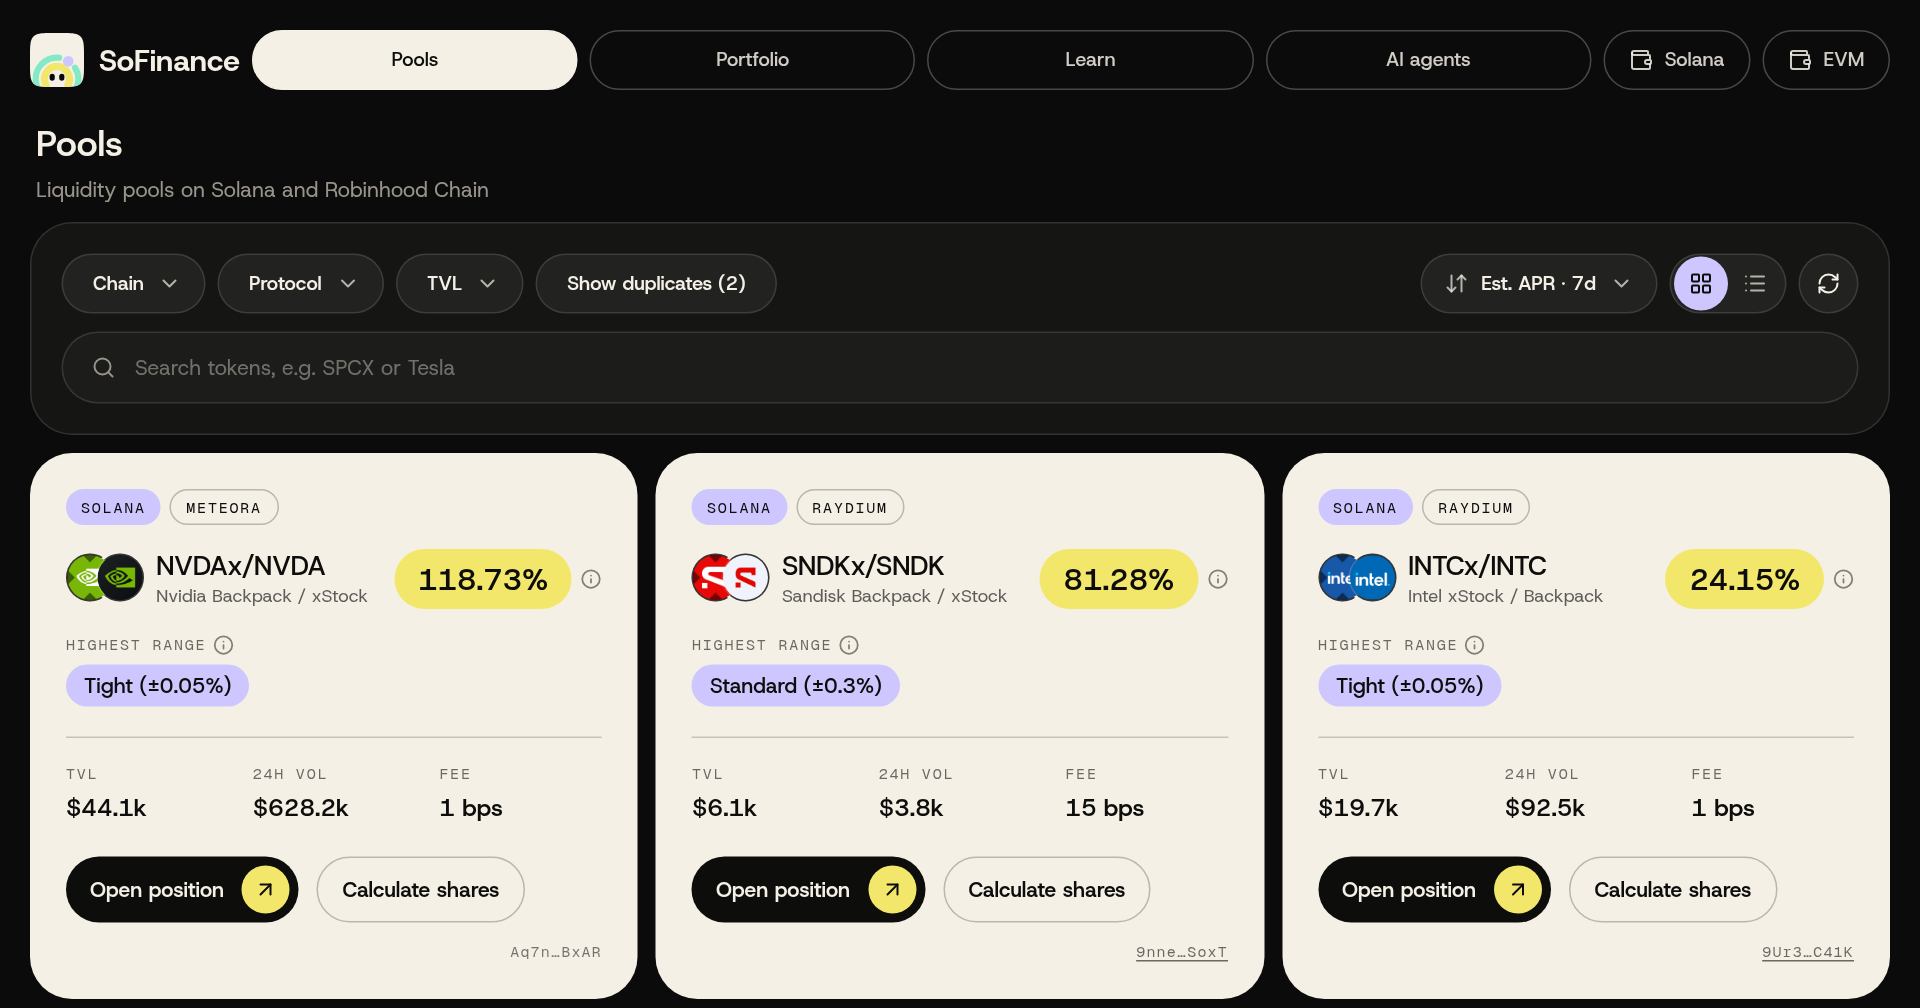 SoFinance
Pools
Portfolio
Learn
AI agents
Solana
EVM
Pools
Liquidity pools on Solana and Robinhood Chain
Chain
Protocol
TVL
Show duplicates (2)
Est. APR · 7d
Search tokens, e.g. SPCX or Tesla
SOLANA
METEORA
NVDAx/NVDA
Nvidia Backpack / xStock
118.73%
HIGHEST RANGE
Tight (±0.05%)
TVL
24H VOL
FEE
$44.1k
$628.2k
1 bps
Open position
Calculate shares
Aq7n…BxAR
SOLANA
RAYDIUM
S
S
SNDKx/SNDK
Sandisk Backpack / xStock
81.28%
HIGHEST RANGE
Standard (±0.3%)
TVL
24H VOL
FEE
$6.1k
$3.8k
15 bps
Open position
Calculate shares
9nne…SoxT
SOLANA
RAYDIUM
inte
intel
INTCx/INTC
Intel xStock / Backpack
24.15%
HIGHEST RANGE
Tight (±0.05%)
TVL
24H VOL
FEE
$19.7k
$92.5k
1 bps
Open position
Calculate shares
9Ur3…C41K